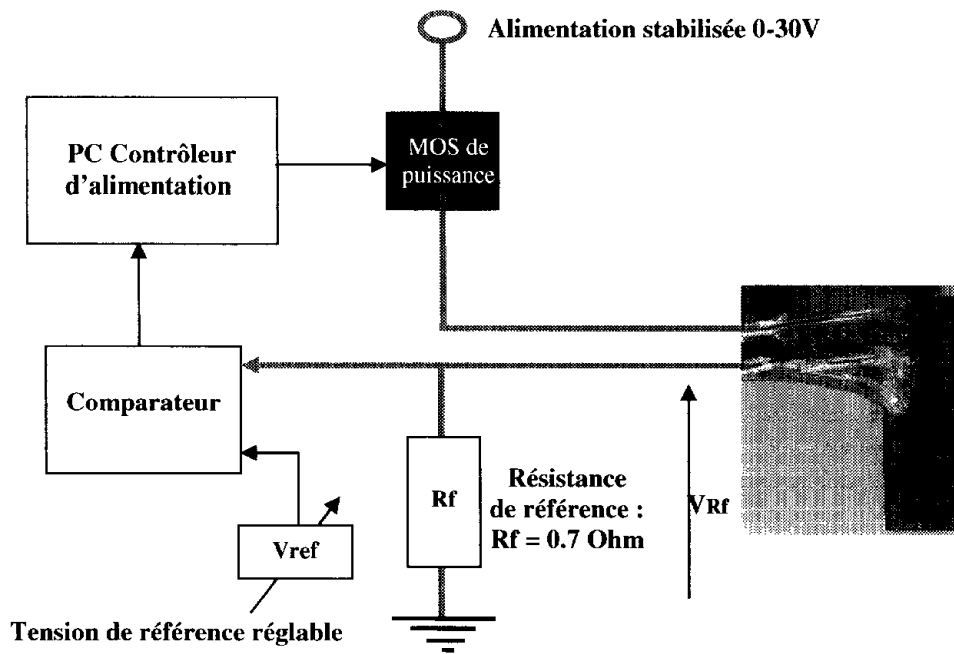 Alimentation stabilisée 0-30V
PC Contrôleur
d'alimentation
MOS de
puissance
Comparateur
Rf
Résistance
de référence :
Rf = 0.7 Ohm
VRf
Vref
Tension de référence réglable